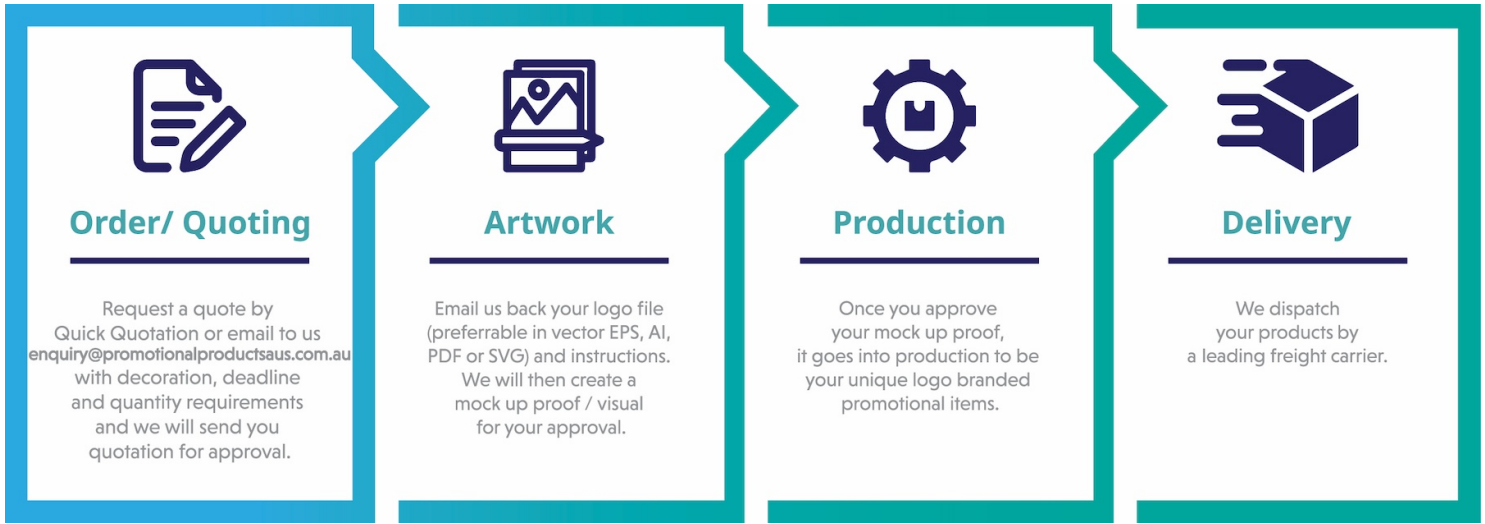 Order/ Quoting
Request a quote by
Quick Quotation or email to us
enquiry@promotionalproductsaus.com.au
with decoration, deadline
and quantity requirements
and we will send you
quotation for approval.
Artwork
Email us back your logo file
(preferrable in vector EPS, AI,
PDF or SVG) and instructions.
We will then create a
mock up proof / visual
for your approval.
Production
Once you approve
your mock up proof,
it goes into production to be
your unique logo branded
promotional items.
Delivery
We dispatch
your products by
a leading freight carrier.